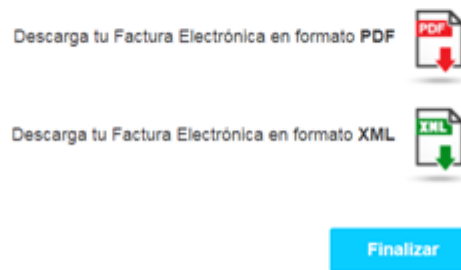 Descarga tu Factura Electrónica en formato PDF
PDF
Descarga tu Factura Electrónica en formato XML
XML
Finalizar